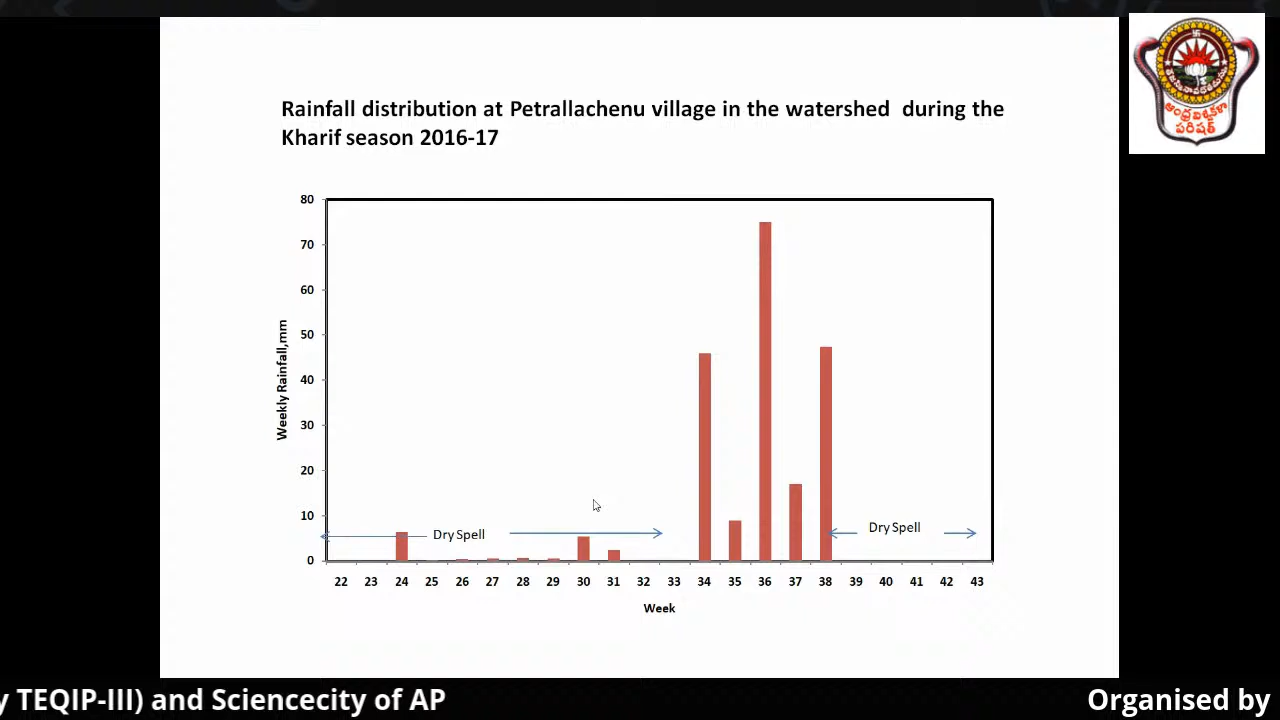 Rainfall distribution at Petrallachenu village in the watershed during the
Kharif season 2016-17
80
70
60
50
40
30
20
10
0
Weekly Rainfall,mm
Dry Spell
Dry Spell
22 23 24 25 26 27 28 29 30 31 32 33 34 35 36 37 38 39 40 41 42 43
Week
ఆంధ్ర విశ్వకళా
పరిషత్
y TEQIP-III) and Sciencecity of AP
Organised by